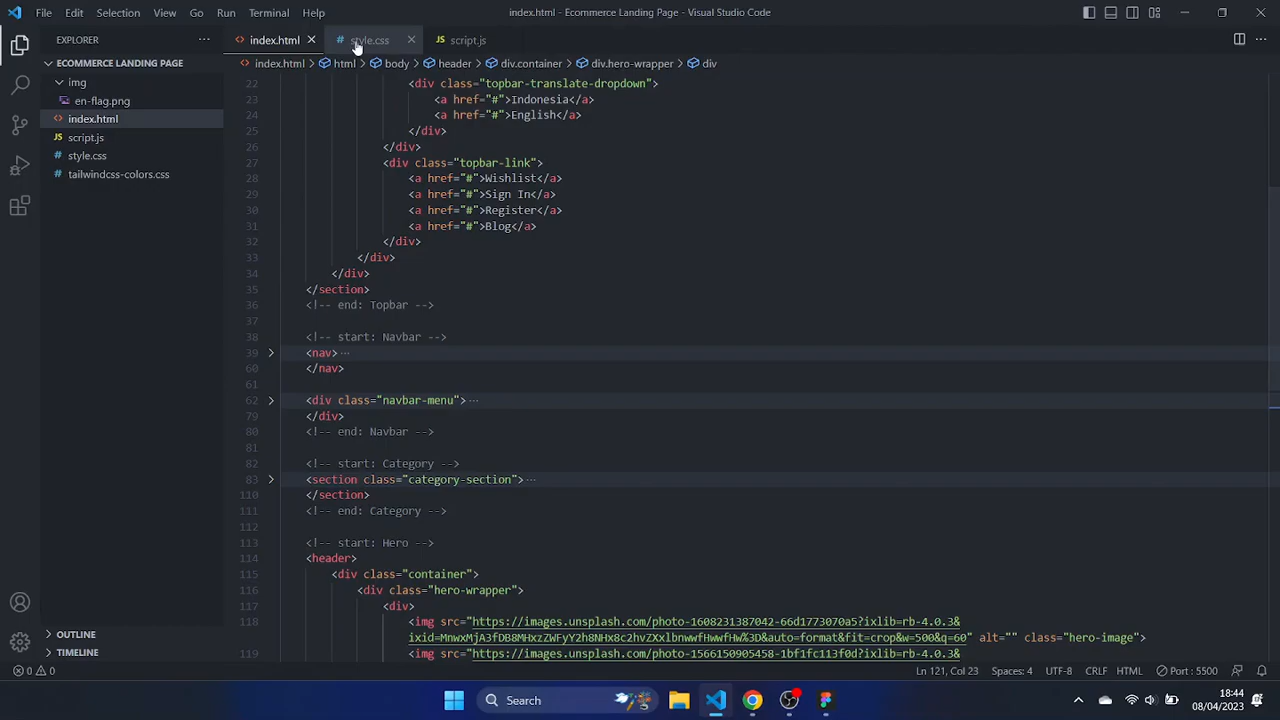 File Edit Selection View Go Run Terminal Help
index.html - Ecommerce Landing Page - Visual Studio Code
EXPLORER
index.html
style.css
script.js
ECOMMERCE LANDING PAGE
index.html > html > body > header > div.container > div.hero-wrapper > div
img
en-flag.png
index.html
script.js
style.css
tailwindcss-colors.css
22 <div class="topbar-translate-dropdown">
23 <a href="#">Indonesia</a>
24 <a href="#">English</a>
25 </div>
26 </div>
27 <div class="topbar-link">
28 <a href="#">Wishlist</a>
29 <a href="#">Sign In</a>
30 <a href="#">Register</a>
31 <a href="#">Blog</a>
32 </div>
33 </div>
34 </div>
35 </section>
36 <!-- end: Topbar -->
37
38 <!-- start: Navbar -->
39 <nav>···
60 </nav>
61
62 <div class="navbar-menu">···
79 </div>
80 <!-- end: Navbar -->
81
82 <!-- start: Category -->
83 <section class="category-section">···
110 </section>
111 <!-- end: Category -->
112
113 <!-- start: Hero -->
114 <header>
115 <div class="container">
116 <div class="hero-wrapper">
117 <div>
118 <img src="https://images.unsplash.com/photo-1608231387042-66d1773070a5?ixlib=rb-4.0.3&
ixid=MnwxMjA3fDB8MHxzZWFyY2h8NHx8c2hvZXxlbnwwfHwwfHw%3D&auto=format&fit=crop&w=500&q=60" alt="" class="hero-image">
119 <img src="https://images.unsplash.com/photo-1566150905458-1bf1fc113f0d?ixlib=rb-4.0.3&
OUTLINE
TIMELINE
0 0
Ln 121, Col 23
Spaces: 4
UTF-8
CRLF
HTML
Port : 5500
Search
18:44
08/04/2023